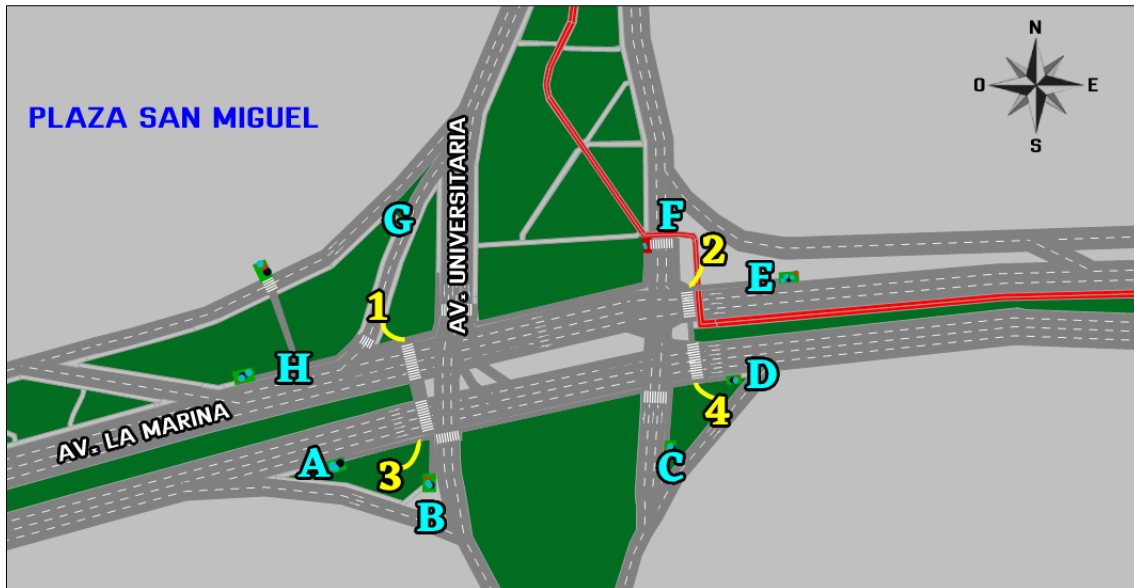 N
O E
S
PLAZA SAN MIGUEL
AV. UNIVERSITARIA
G
F
2
E
1
H
D
4
AV. LA MARINA
3
A
C
B